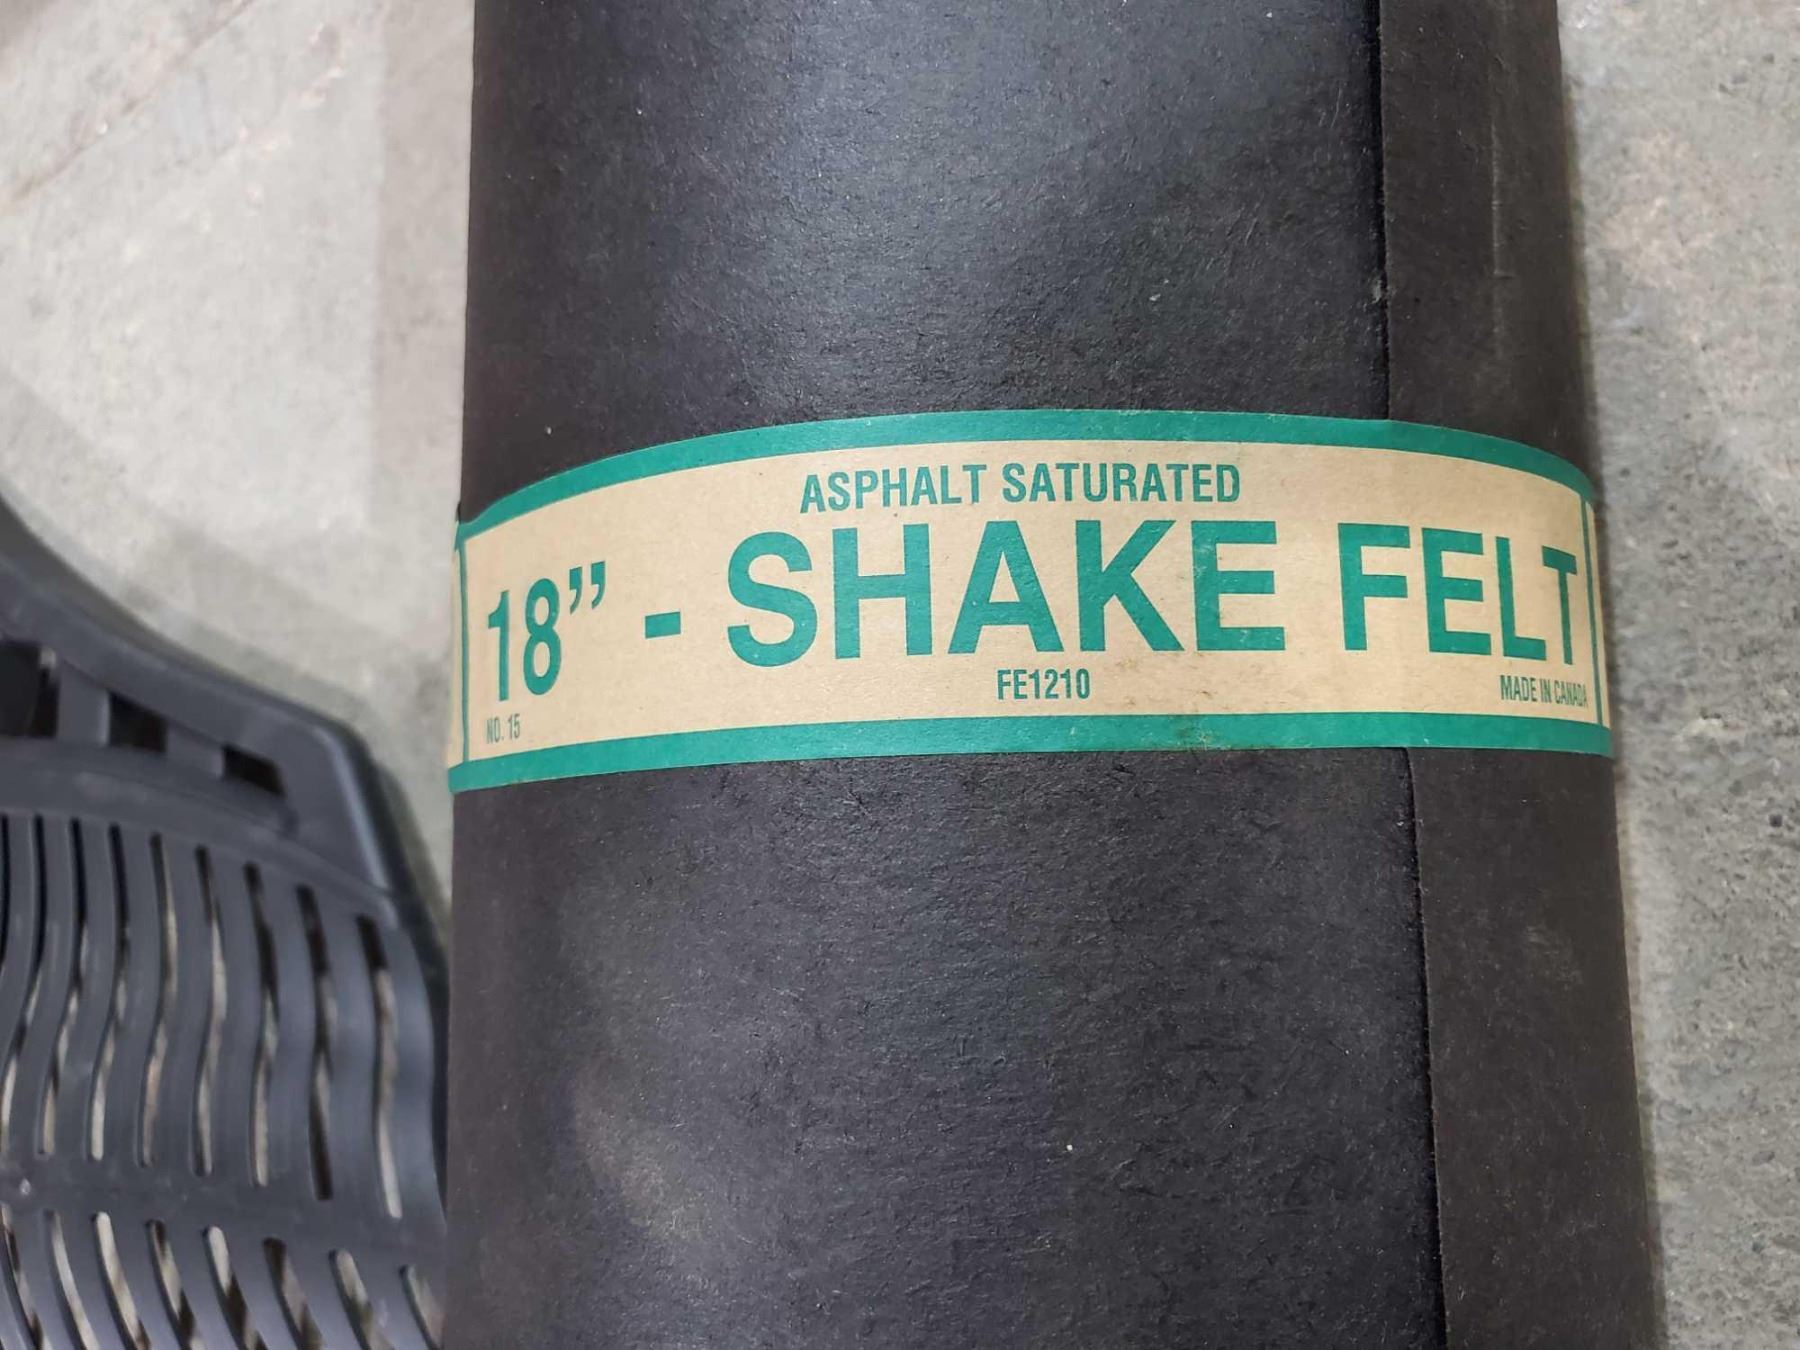 ASPHALT SATURATED
18” - SHAKE FELT
FE1210
MADE IN CANADA
NO. 15